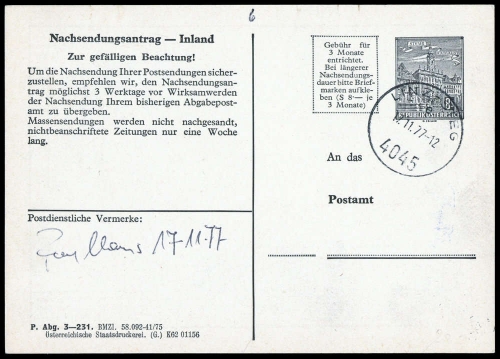 6
Nachsendungsantrag — Inland
Zur gefälligen Beachtung!
Um die Nachsendung Ihrer Postsendungen sicher-
zustellen, empfehlen wir, den Nachsendungsan-
trag möglichst 3 Werktage vor Wirksamwerden
der Nachsendung Ihrem bisherigen Abgabepost-
amt zu übergeben.
Massensendungen werden nicht nachgesandt,
nichtbeanschriftete Zeitungen nur eine Woche
lang.
Postdienstliche Vermerke:
17·11·77
P. Abg. 3—231. BMZl. 58.092-41/75
Österreichische Staatsdruckerei. (G.) K62 01156
Gebühr für
3 Monate
entrichtet.
Bei längerer
Nachsendungs-
dauer bitte Brief-
marken aufkle-
ben (S 8·— je
3 Monate)
REPUBLIK ÖSTERREICH
LINZ
11.77-12
4045
An das
Postamt